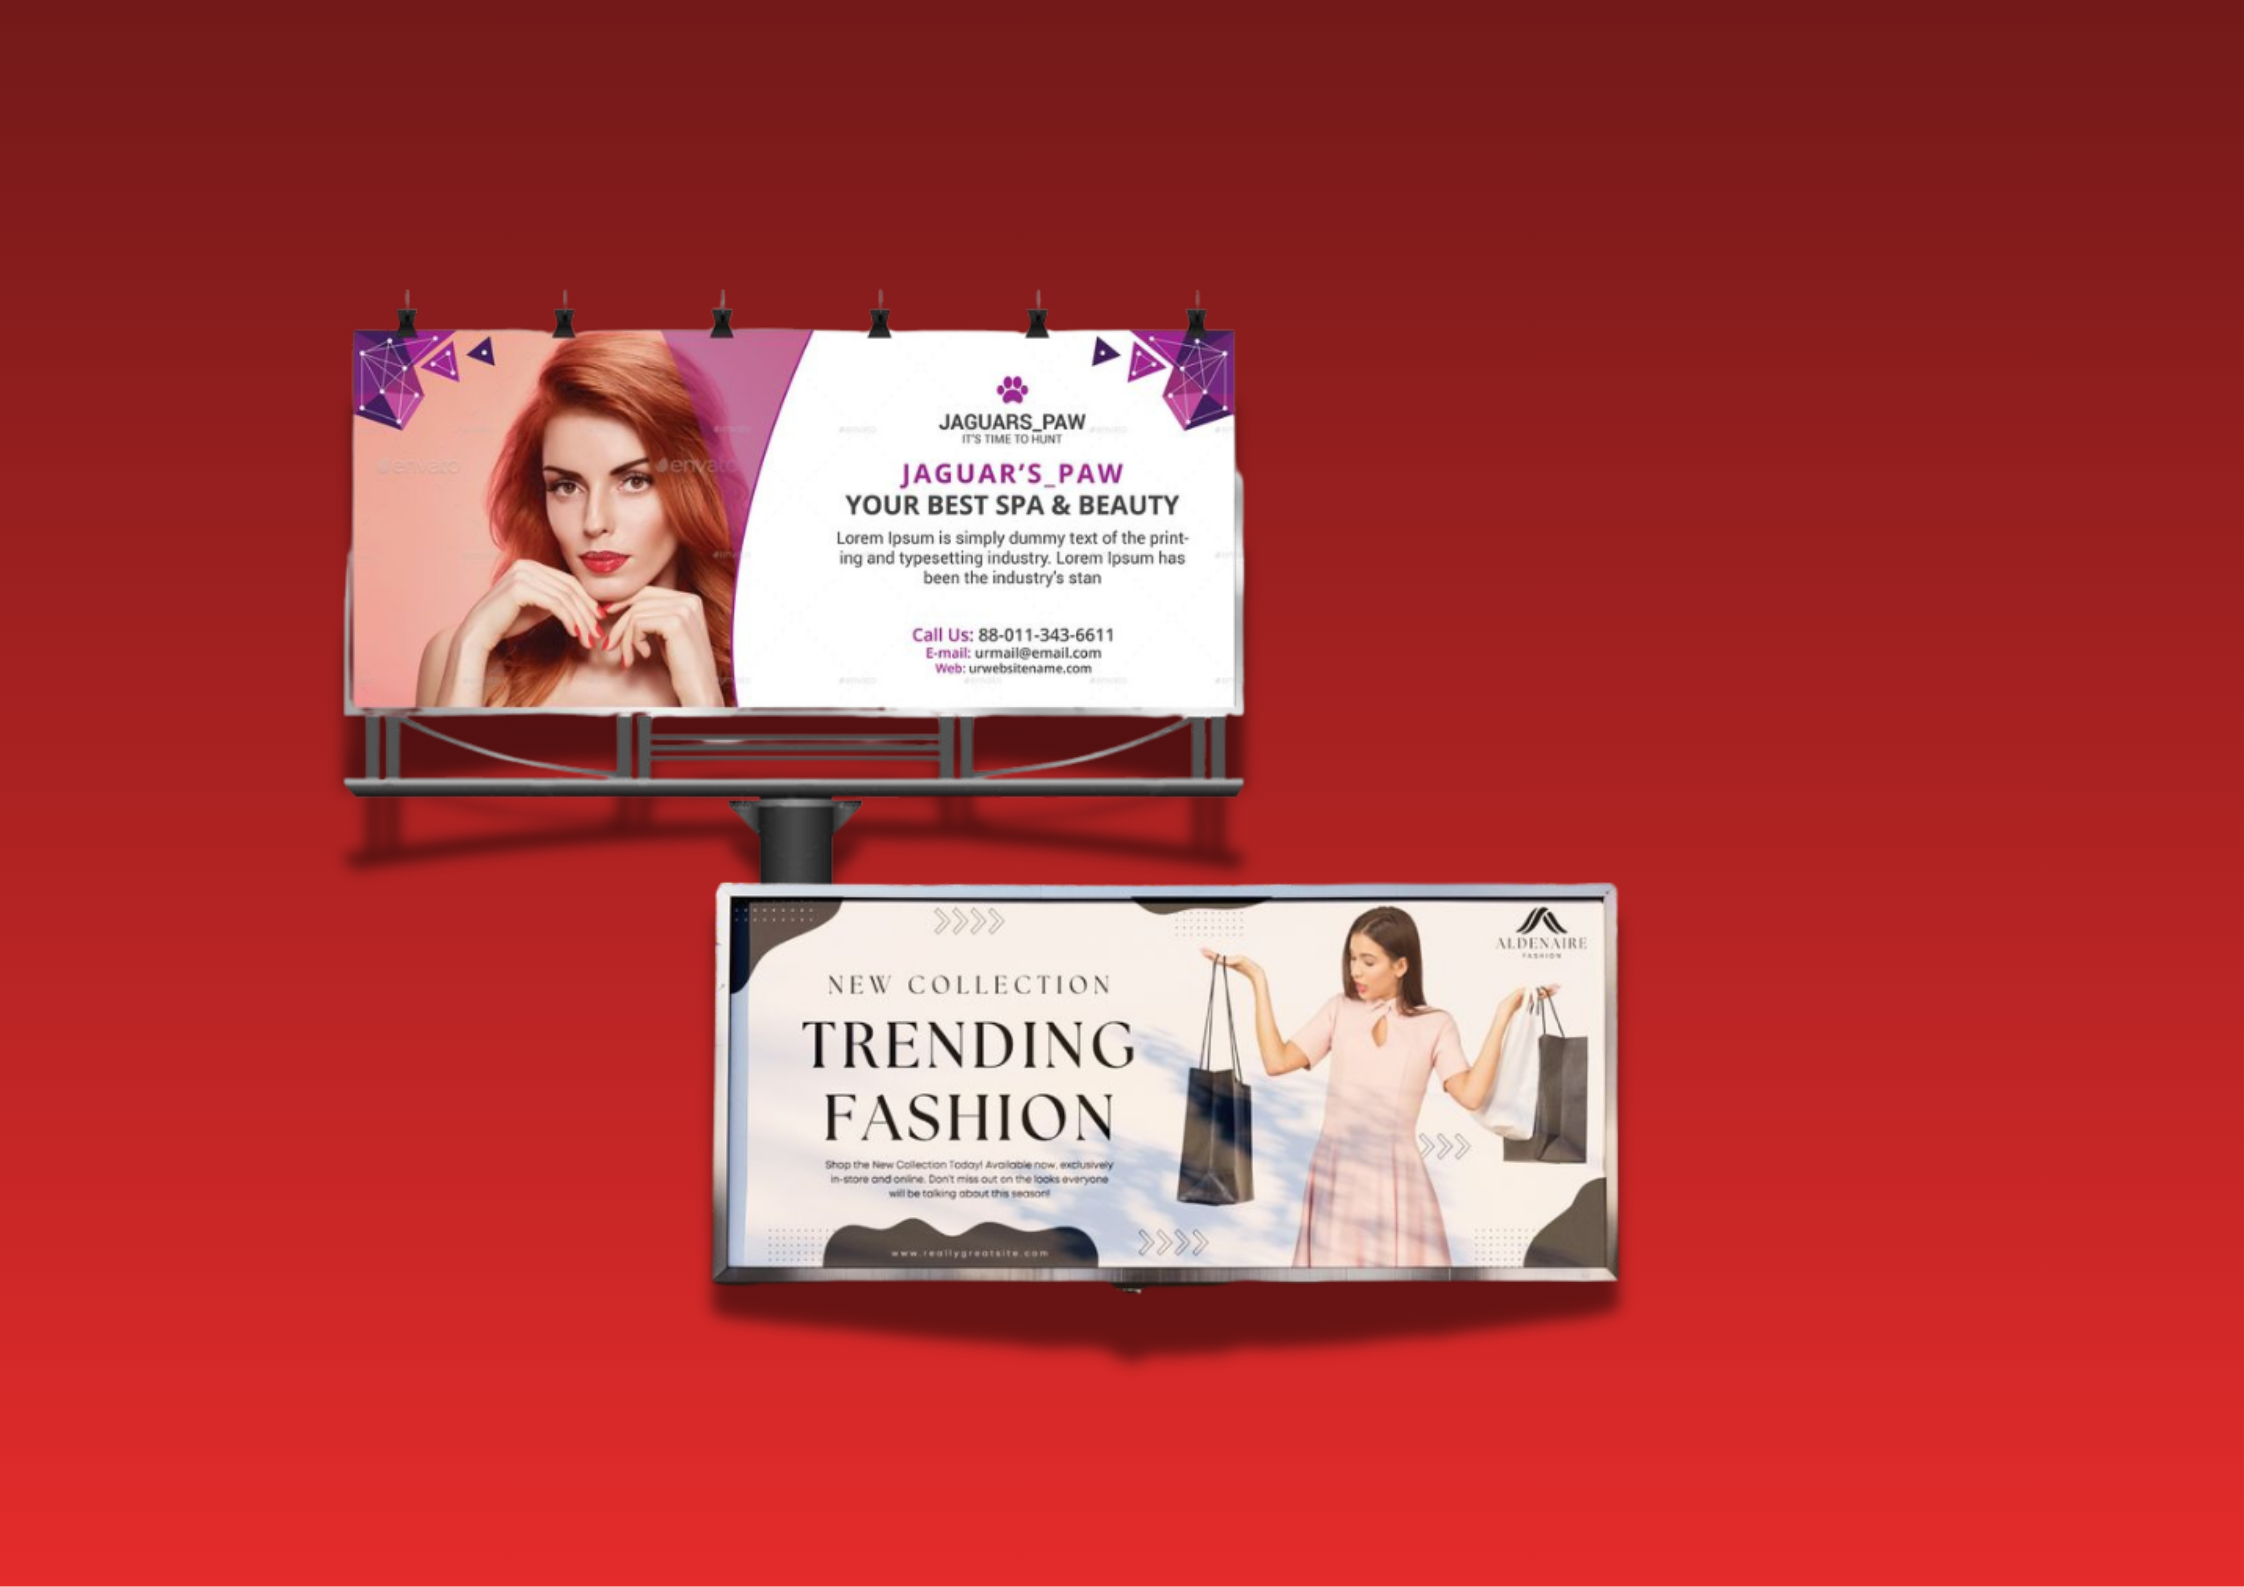 JAGUARS_PAW
IT'S TIME TO HUNT
JAGUAR'S_PAW
YOUR BEST SPA & BEAUTY
Lorem Ipsum is simply dummy text of the print-
ing and typesetting industry. Lorem Ipsum has
been the industry's stan
Call Us: 88-011-343-6611
E-mail: urmail@email.com
Web: urwebsitename.com
envato
envato
ALDENAIRE
FASHION
NEW COLLECTION
TRENDING
FASHION
Shop the New Collection Today! Available now, exclusively
in-store and online. Don't miss out on the looks everyone
will be talking about this season!
www.reallygreatsite.com